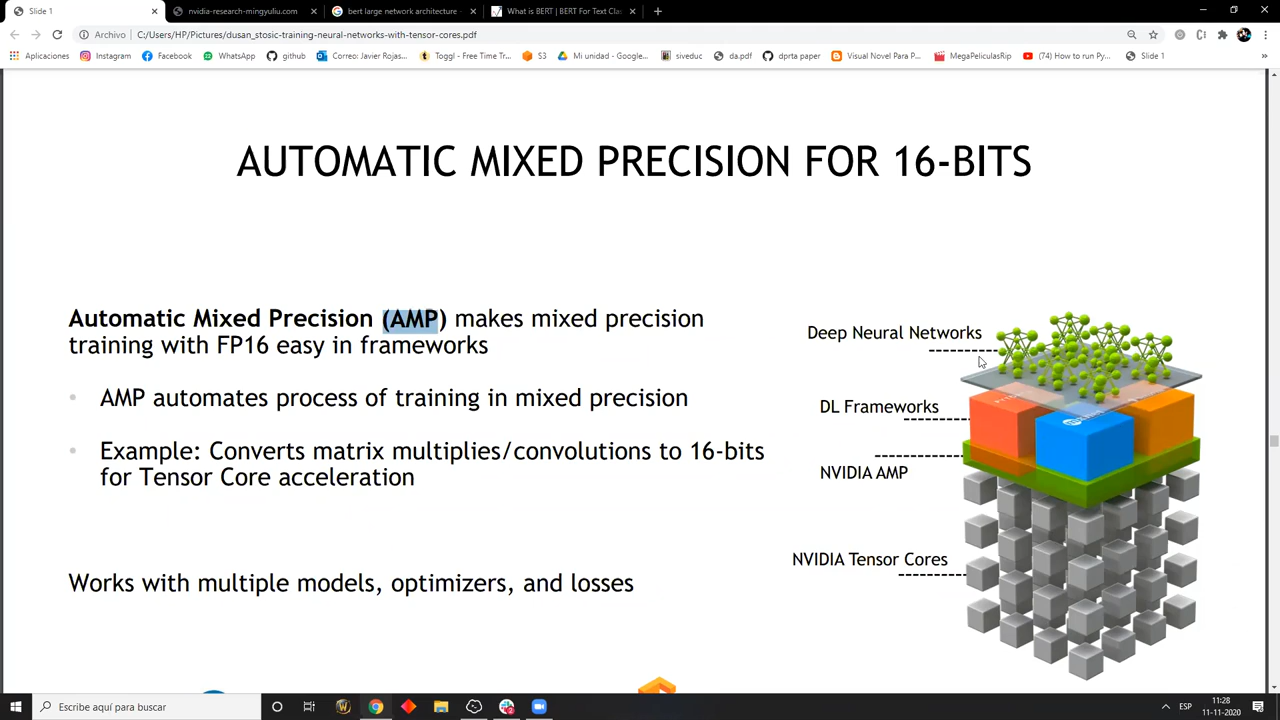 Slide 1
nvidia-research-mingyuliu.com
bert large network architecture -
What is BERT | BERT For Text Clas
Archivo
C:/Users/HP/Pictures/dusan_stosic-training-neural-networks-with-tensor-cores.pdf
Aplicaciones
Instagram
Facebook
WhatsApp
github
Correo: Javier Rojas...
Toggl - Free Time Tr...
S3
Mi unidad - Google...
siveduc
da.pdf
dprta paper
Visual Novel Para P...
MegaPeliculasRip
(74) How to run Py...
Slide 1
AUTOMATIC MIXED PRECISION FOR 16-BITS
Automatic Mixed Precision (AMP) makes mixed precision
training with FP16 easy in frameworks
• AMP automates process of training in mixed precision
• Example: Converts matrix multiplies/convolutions to 16-bits
for Tensor Core acceleration
Works with multiple models, optimizers, and losses
Deep Neural Networks
DL Frameworks
NVIDIA AMP
NVIDIA Tensor Cores
Escribe aquí para buscar
ESP
11:28
11-11-2020